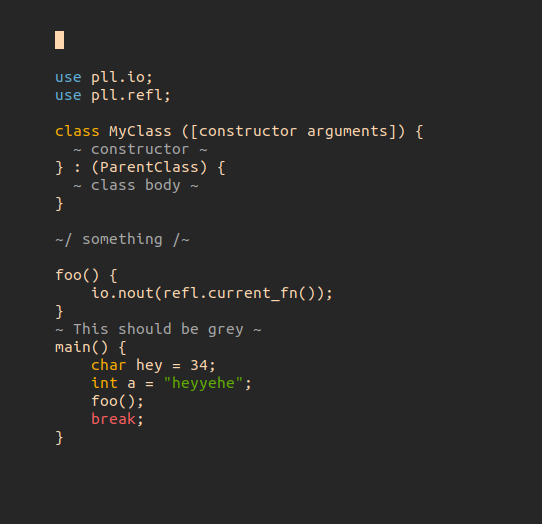 use pll.io;
use pll.refl;
class MyClass ([constructor arguments]) {
~ constructor ~
} : (ParentClass) {
~ class body ~
}
~/ something /~
foo() {
io.nout(refl.current_fn());
}
~ This should be grey ~
main() {
char hey = 34;
int a = "heyyehe";
foo();
break;
}